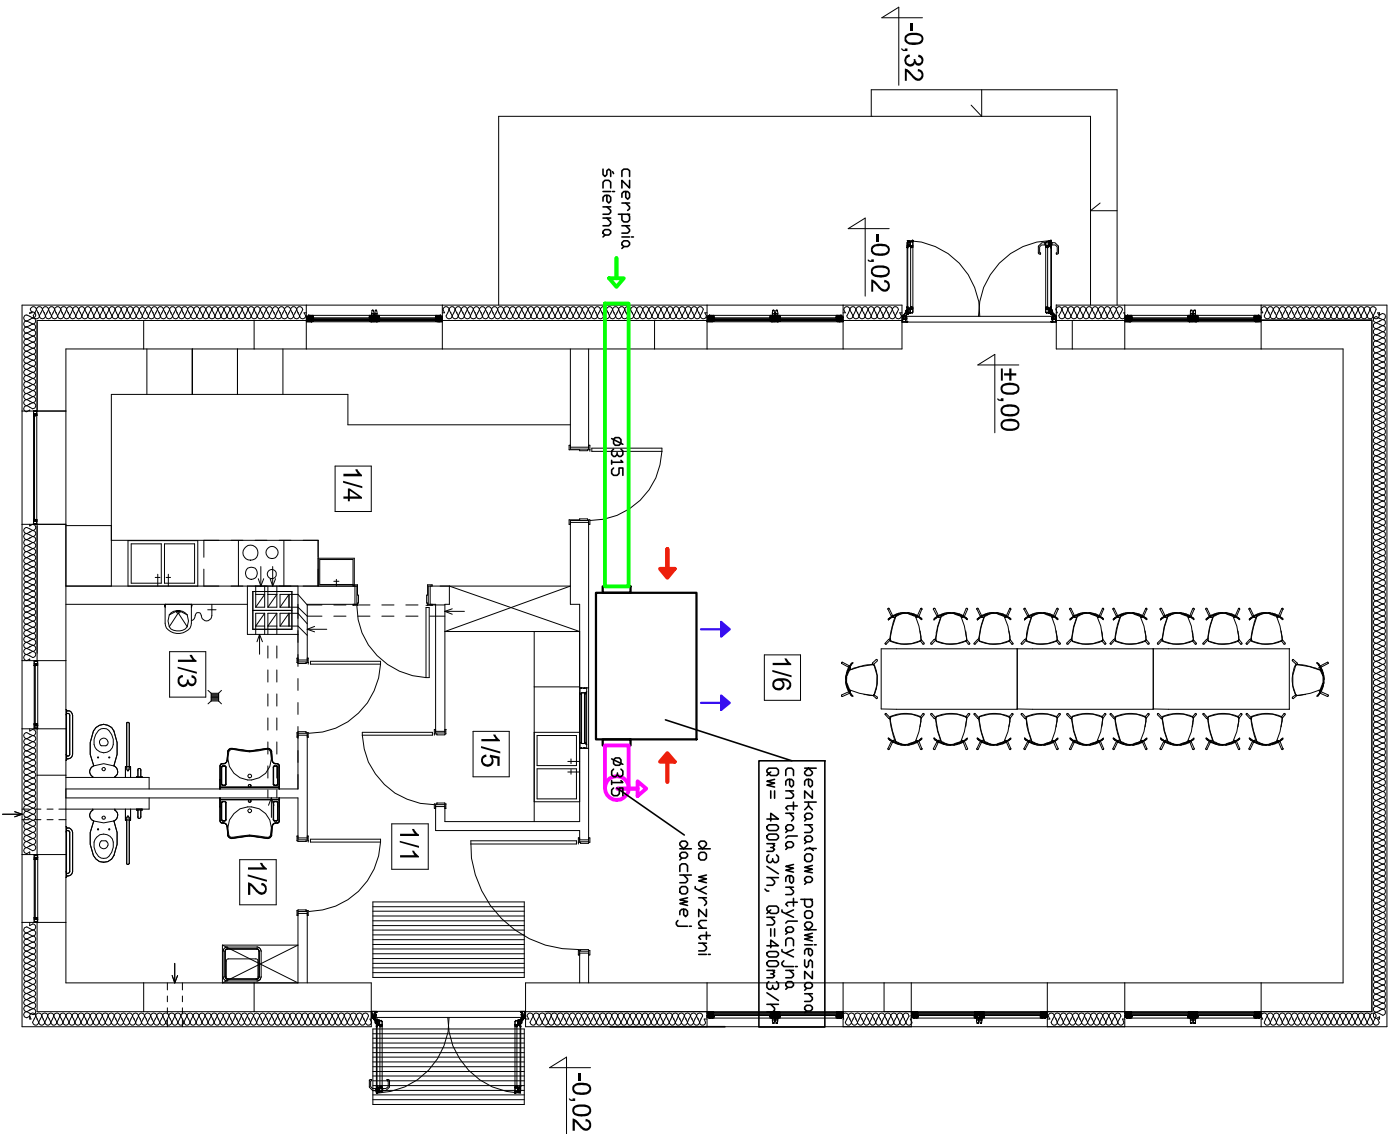 -0,32
czerpnia
ścienna
-0,02
±0,00
ø315
1/4
1/6
1/3
1/5
ø315
1/1
1/2
do wyrzutni
dachowej
bezkanałowa podwieszana
centrala wentylacyjna
Qw= 400m3/h, Qn=400m3/h
-0,02